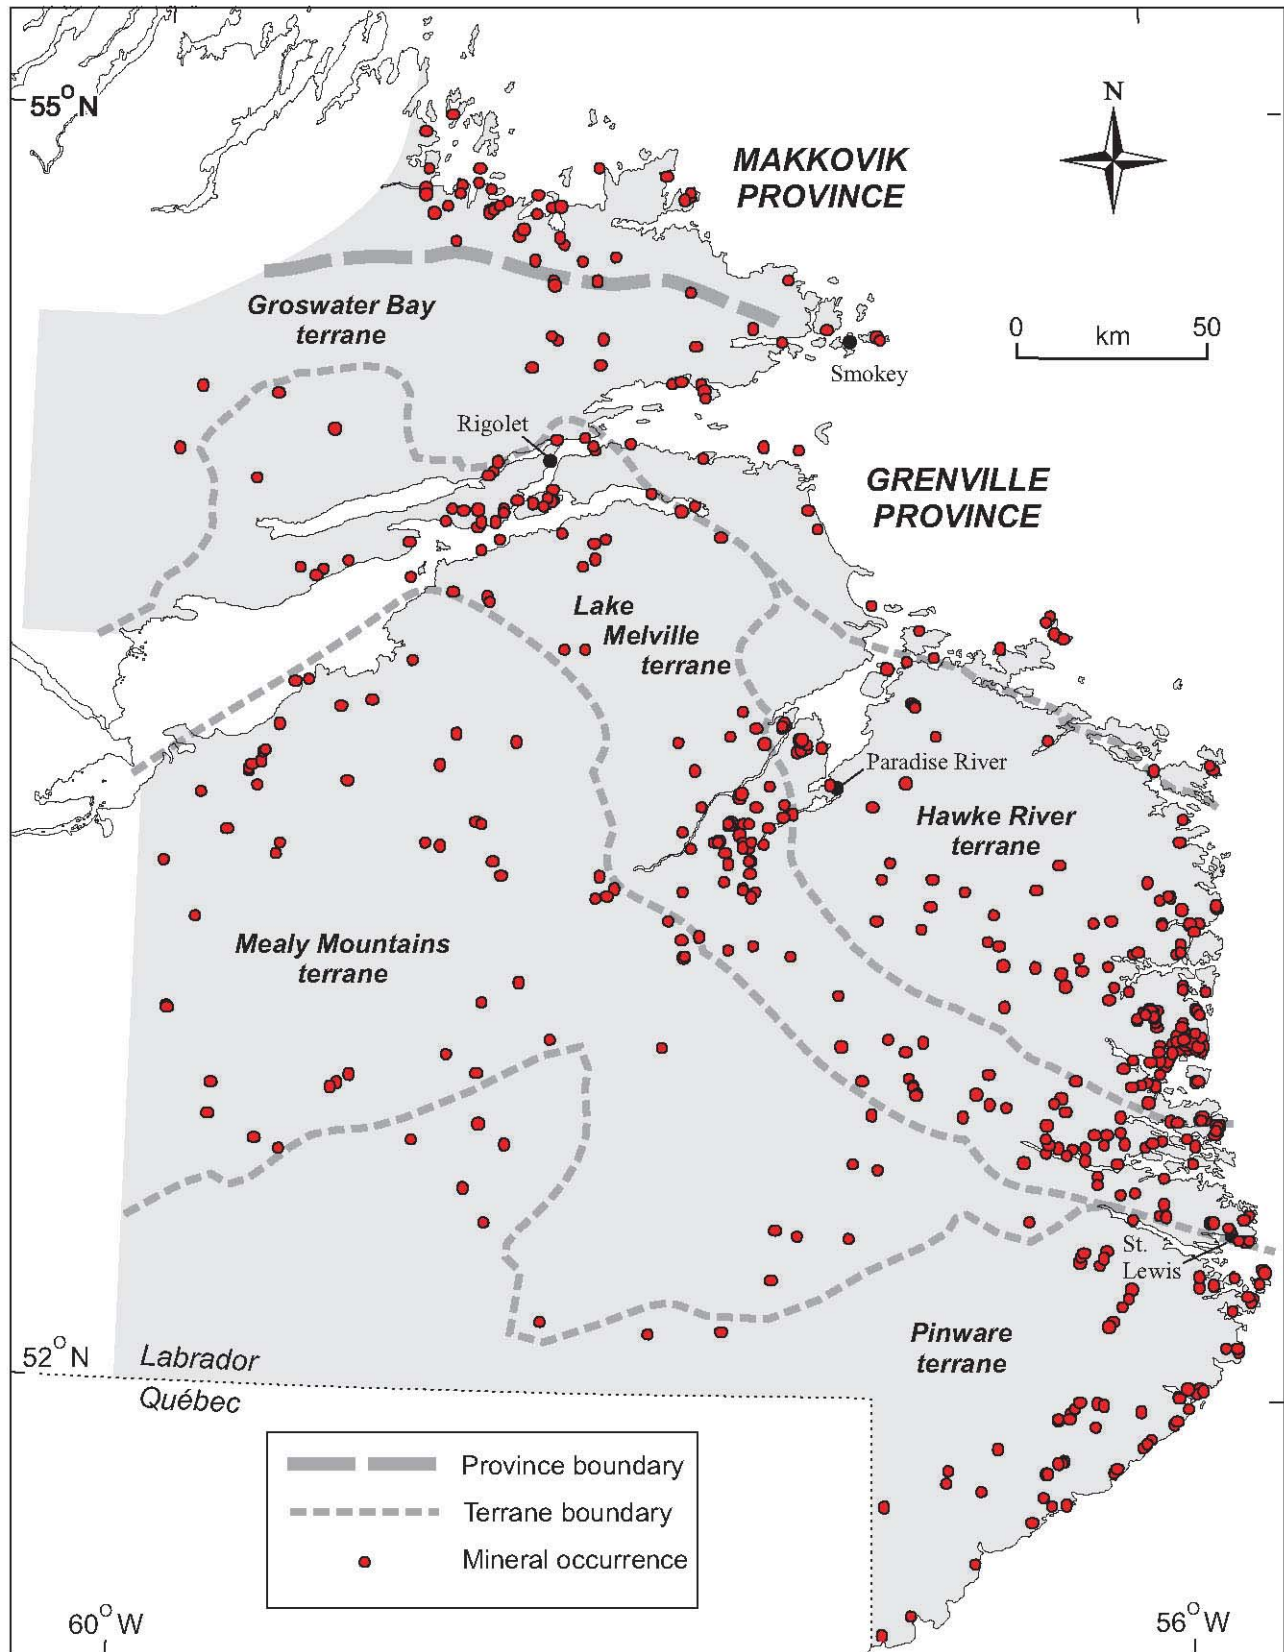 55°N
N
MAKKOVIK
PROVINCE
Groswater Bay
terrane
0 50
km
Smokey
Rigolet
GRENVILLE
PROVINCE
Lake
Melville
terrane
Paradise River
Hawke River
terrane
Mealy Mountains
terrane
St.
Lewis
Pinware
terrane
52°N
Labrador
Québec
Province boundary
Terrane boundary
Mineral occurrence
60°W
56°W